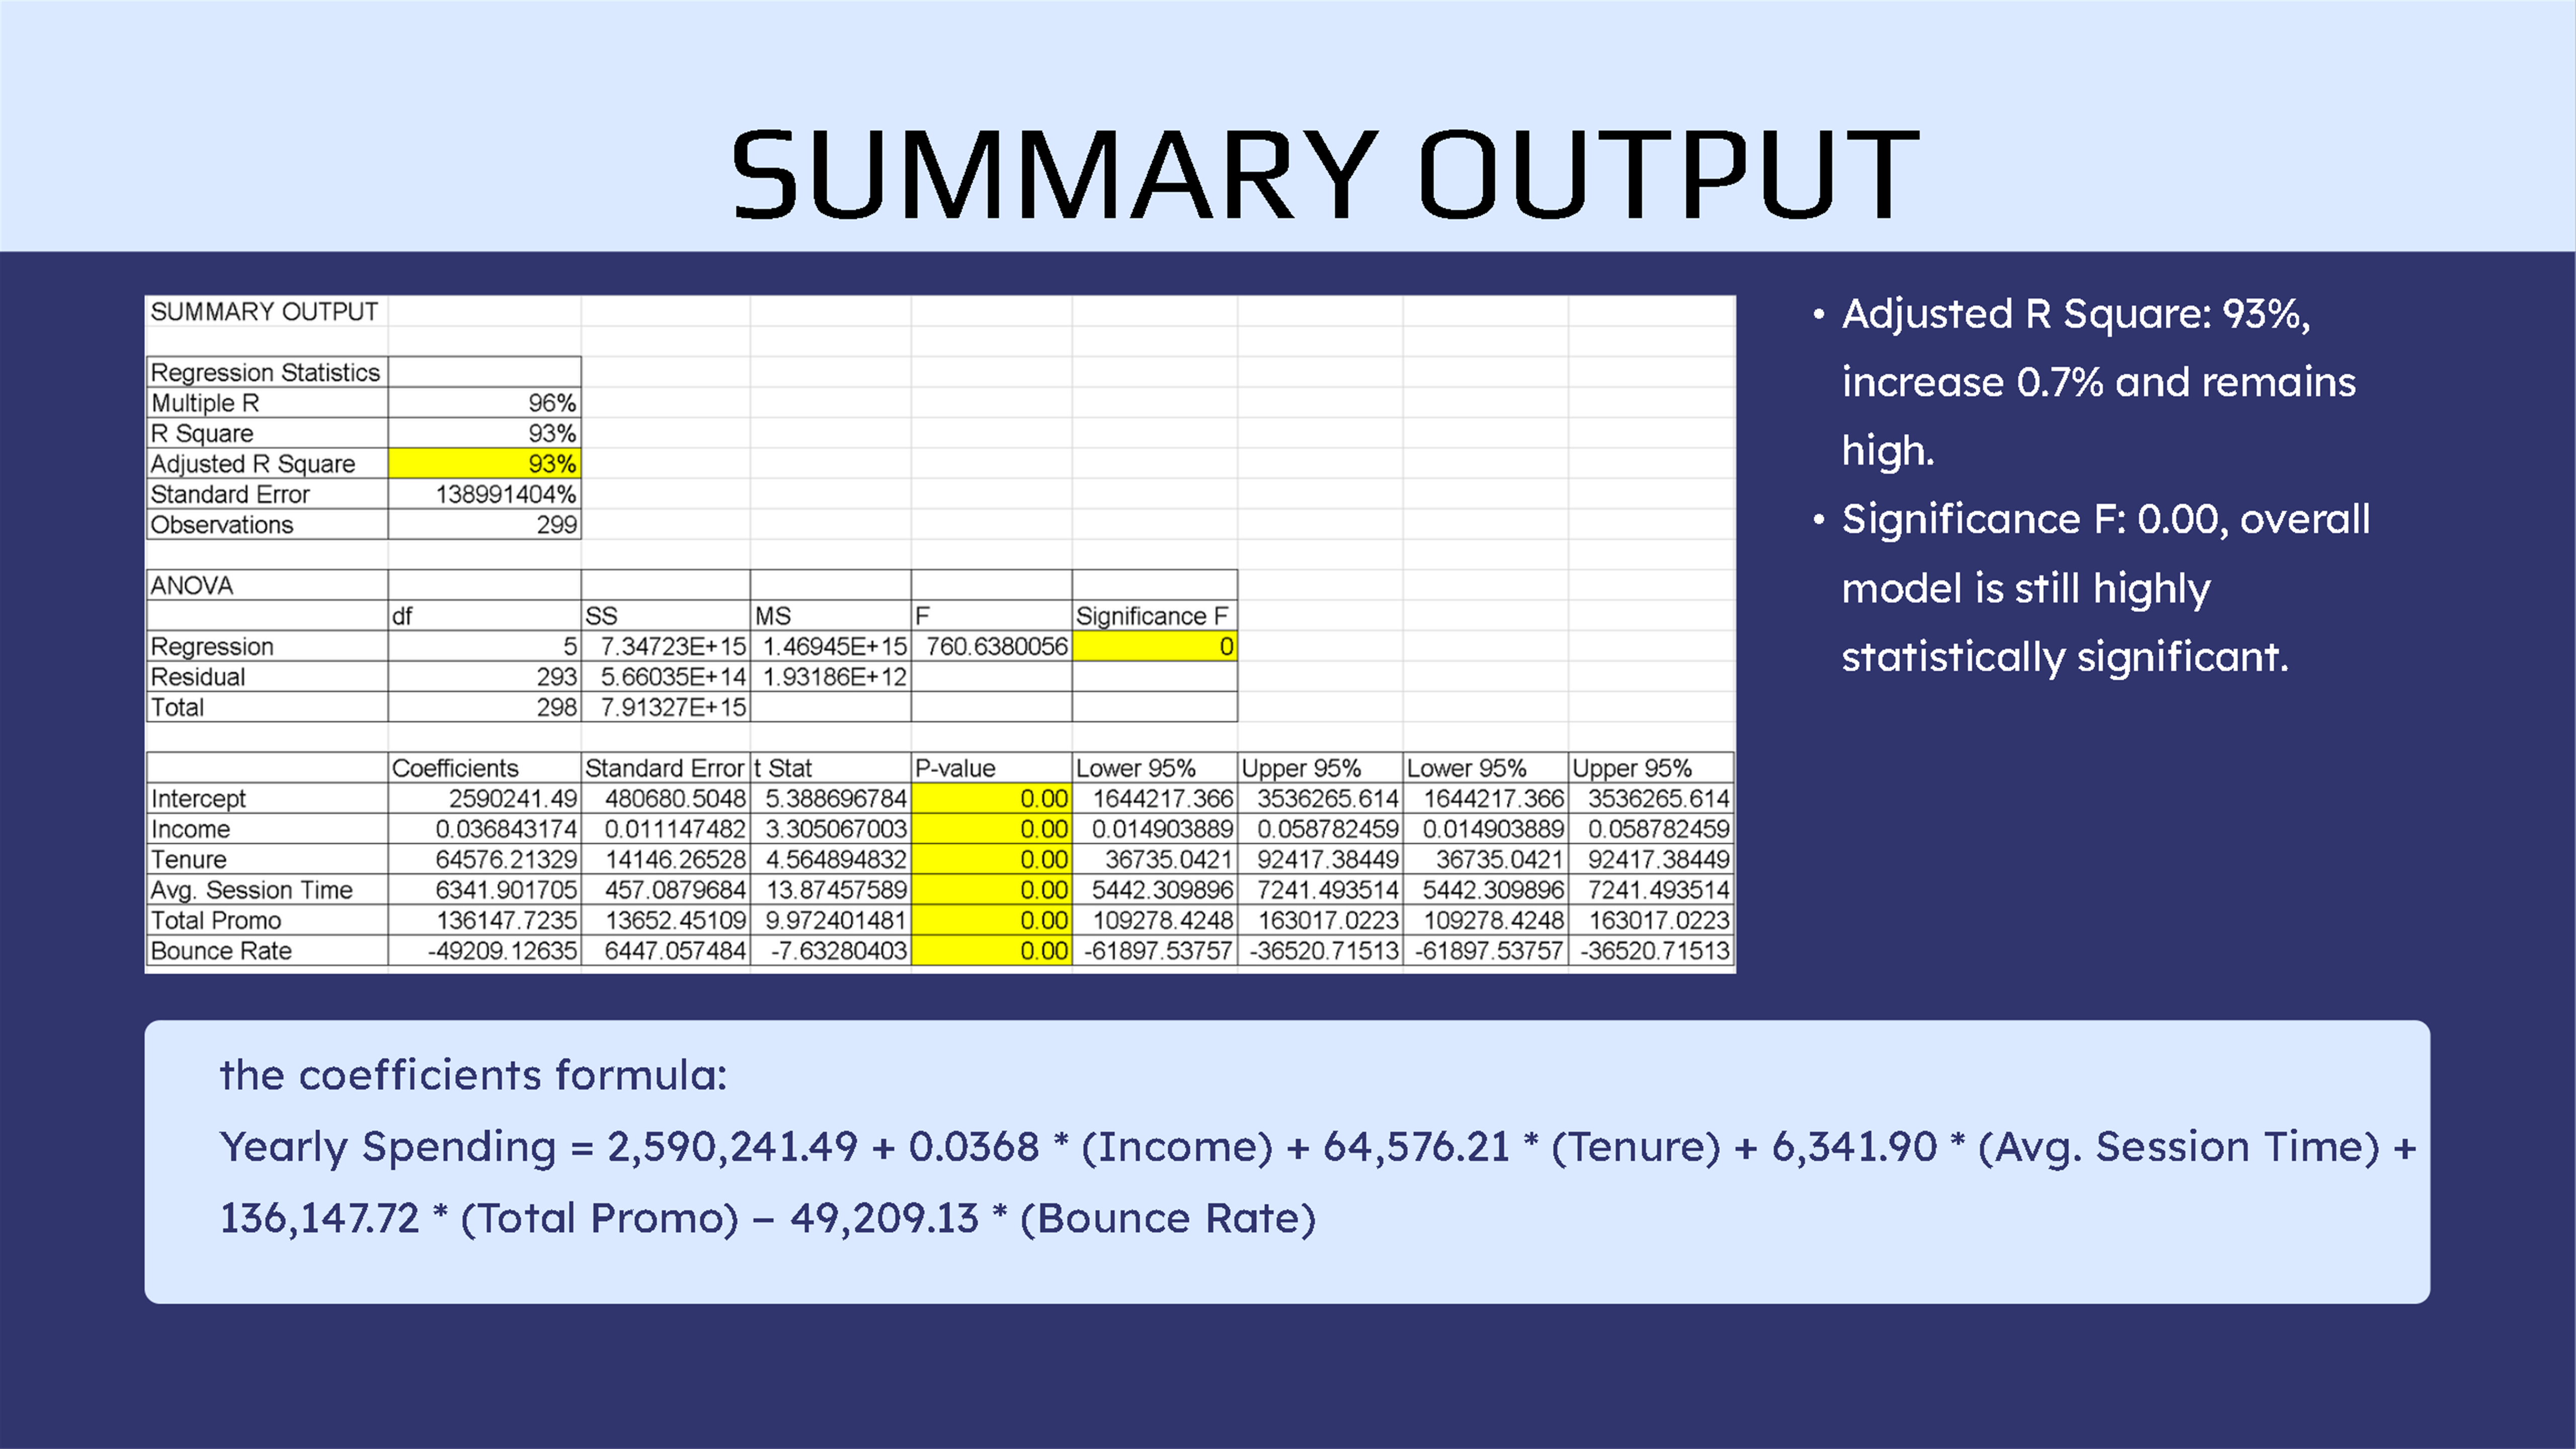 SUMMARY OUTPUT
SUMMARY OUTPUT
Regression Statistics
Multiple R 96%
R Square 93%
Adjusted R Square 93%
Standard Error 138991404%
Observations 299
ANOVA
df SS MS F Significance F
Regression 5 7.34723E+15 1.46945E+15 760.6380056 0
Residual 293 5.66035E+14 1.93186E+12
Total 298 7.91327E+15
Coefficients Standard Error t Stat P-value Lower 95% Upper 95% Lower 95% Upper 95%
Intercept 2590241.49 480680.5048 5.388696784 0.00 1644217.366 3536265.614 1644217.366 3536265.614
Income 0.036843174 0.011147482 3.305067003 0.00 0.014903889 0.058782459 0.014903889 0.058782459
Tenure 64576.21329 14146.26528 4.564894832 0.00 36735.0421 92417.38449 36735.0421 92417.38449
Avg. Session Time 6341.901705 457.0879684 13.87457589 0.00 5442.309896 7241.493514 5442.309896 7241.493514
Total Promo 136147.7235 13652.45109 9.972401481 0.00 109278.4248 163017.0223 109278.4248 163017.0223
Bounce Rate -49209.12635 6447.057484 -7.63280403 0.00 -61897.53757 -36520.71513 -61897.53757 -36520.71513
• Adjusted R Square: 93%,
increase 0.7% and remains
high.
• Significance F: 0.00, overall
model is still highly
statistically significant.
the coefficients formula:
Yearly Spending = 2,590,241.49 + 0.0368 * (Income) + 64,576.21 * (Tenure) + 6,341.90 * (Avg. Session Time) +
136,147.72 * (Total Promo) – 49,209.13 * (Bounce Rate)